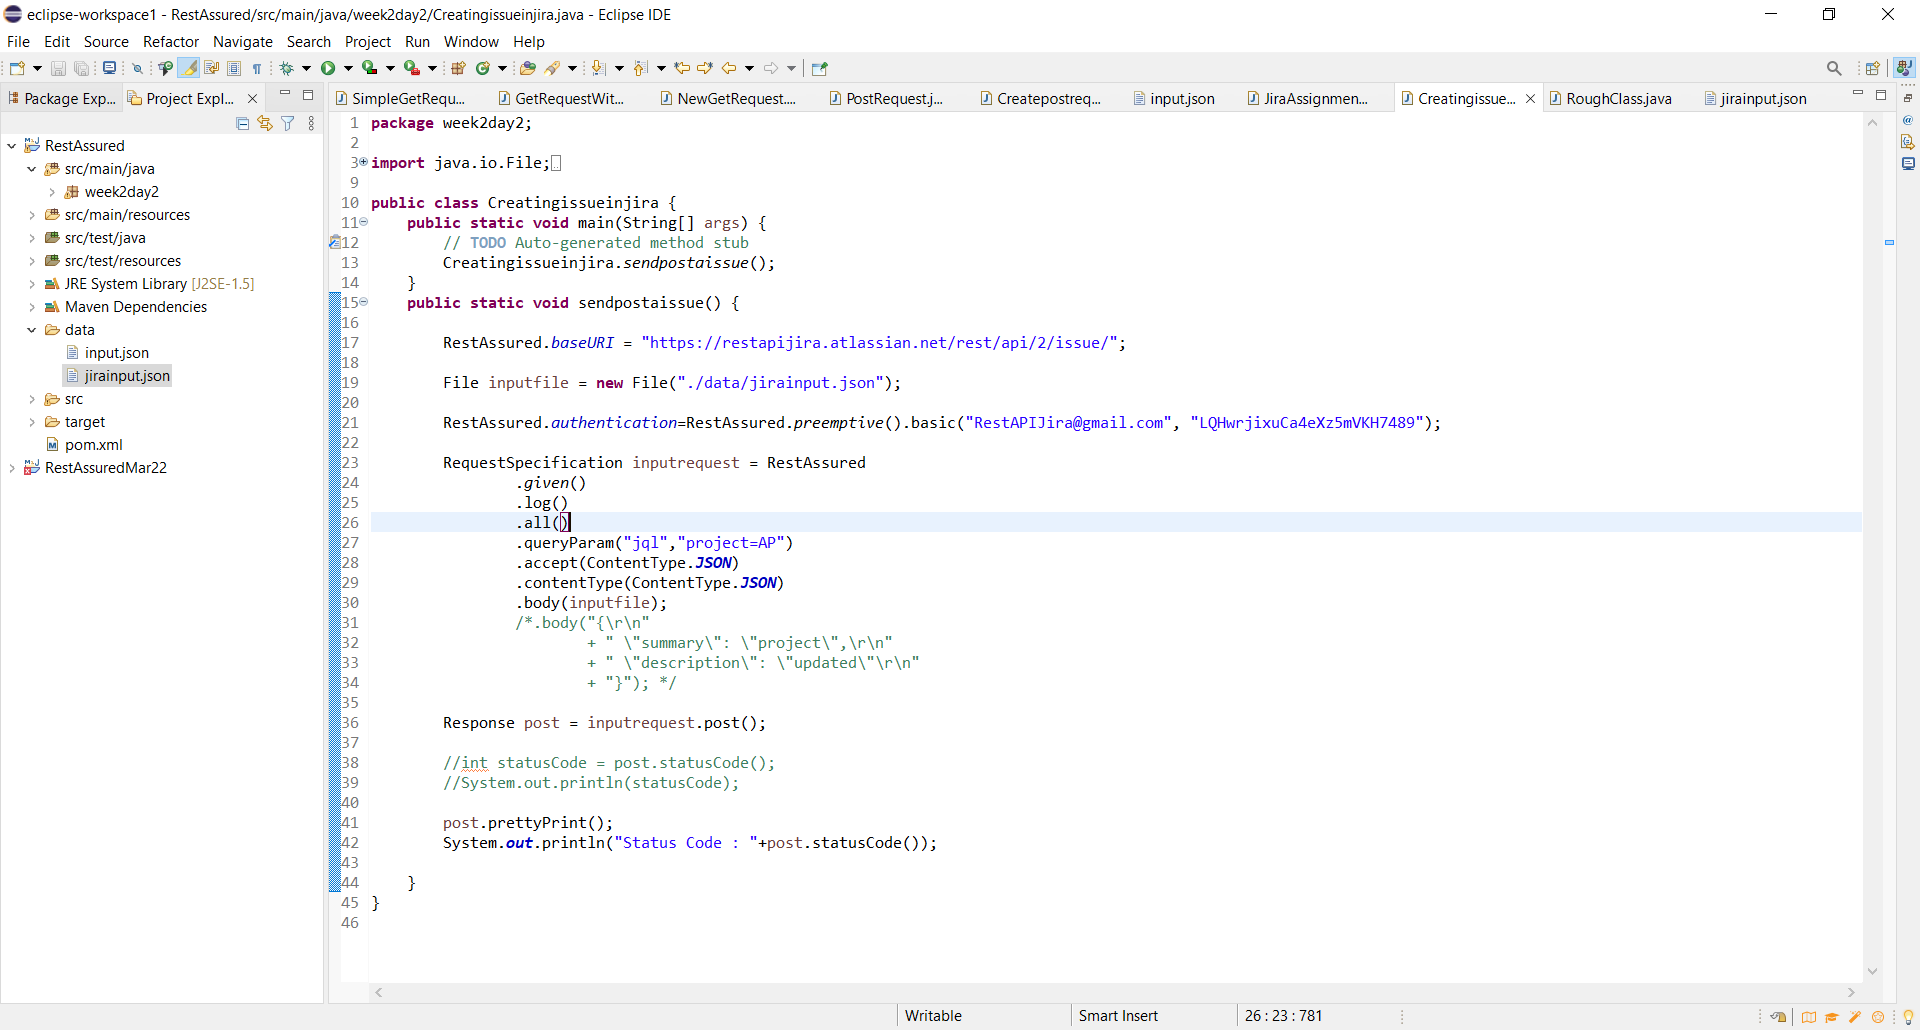 eclipse-workspace1 - RestAssured/src/main/java/week2day2/Creatingissueinjira.java - Eclipse IDE
File Edit Source Refactor Navigate Search Project Run Window Help
Package Exp... Project Expl...
SimpleGetRequ... GetRequestWit... NewGetRequest.... PostRequest.j... Createpostreq... input.json JiraAssignmen... Creatingissue... RoughClass.java jirainput.json
RestAssured
src/main/java
week2day2
src/main/resources
src/test/java
src/test/resources
JRE System Library [J2SE-1.5]
Maven Dependencies
data
input.json
jirainput.json
src
target
pom.xml
RestAssuredMar22
1 package week2day2;
2
3 import java.io.File;
9
10 public class Creatingissueinjira {
11 public static void main(String[] args) {
12 // TODO Auto-generated method stub
13 Creatingissueinjira.sendpostaissue();
14 }
15 public static void sendpostaissue() {
16
17 RestAssured.baseURI = "https://restapijira.atlassian.net/rest/api/2/issue/";
18
19 File inputfile = new File("./data/jirainput.json");
20
21 RestAssured.authentication=RestAssured.preemptive().basic("RestAPIJira@gmail.com", "LQHwrjixuCa4eXz5mVKH7489");
22
23 RequestSpecification inputrequest = RestAssured
24 .given()
25 .log()
26 .all()
27 .queryParam("jql","project=AP")
28 .accept(ContentType.JSON)
29 .contentType(ContentType.JSON)
30 .body(inputfile);
31 /*.body("{\r\n"
32 + " \"summary\": \"project\",\r\n"
33 + " \"description\": \"updated\"\r\n"
34 + "}"); */
35
36 Response post = inputrequest.post();
37
38 //int statusCode = post.statusCode();
39 //System.out.println(statusCode);
40
41 post.prettyPrint();
42 System.out.println("Status Code : "+post.statusCode());
43
44 }
45 }
46
Writable Smart Insert 26 : 23 : 781